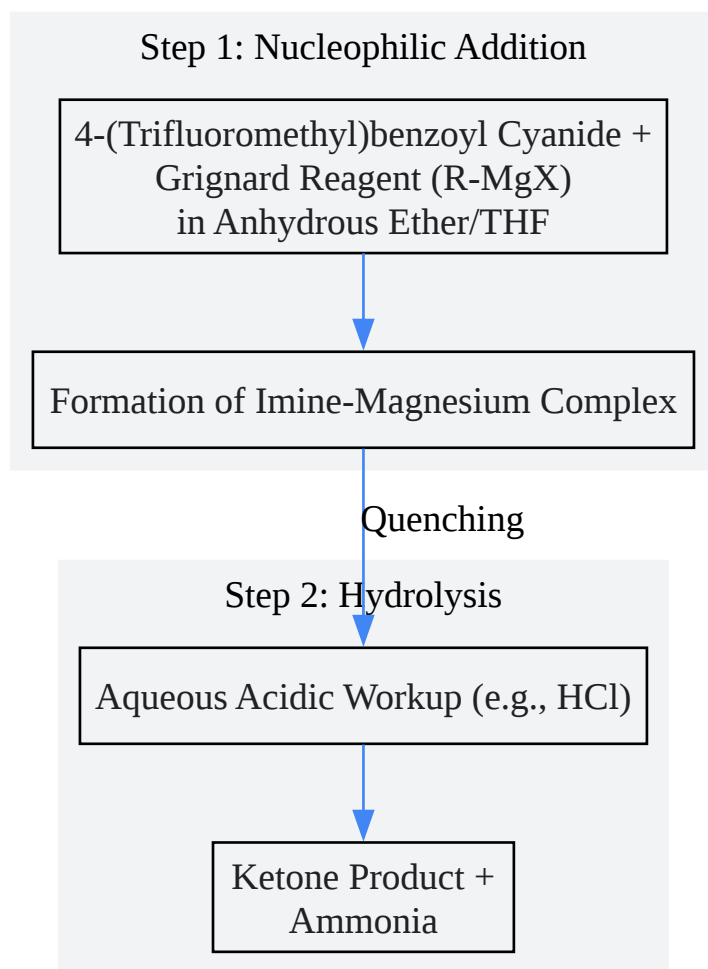 Step 1: Nucleophilic Addition
4-(Trifluoromethyl)benzoyl Cyanide +
Grignard Reagent (R-MgX)
in Anhydrous Ether/THF
Formation of Imine-Magnesium Complex
Quenching
Step 2: Hydrolysis
Aqueous Acidic Workup (e.g., HCl)
Ketone Product +
Ammonia